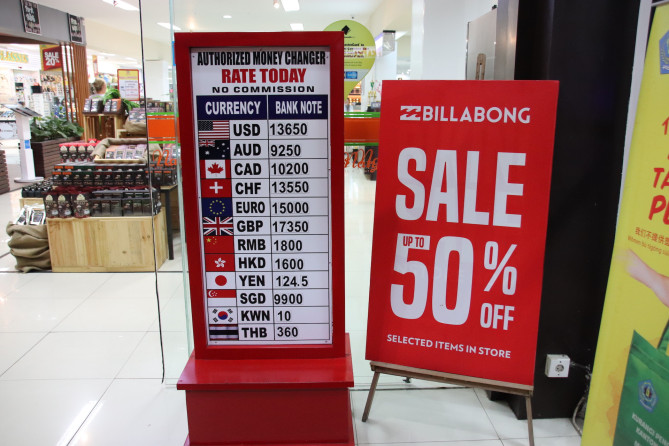 AUTHORIZED MONEY CHANGER
RATE TODAY
NO COMMISSION
CURRENCY BANK NOTE
USD 13650
AUD 9250
CAD 10200
CHF 13550
EURO 15000
GBP 17350
RMB 1800
HKD 1600
YEN 124.5
SGD 9900
KWN 10
THB 360
BILLABONG
SALE
UP TO
50% OFF
SELECTED ITEMS IN STORE
SALE